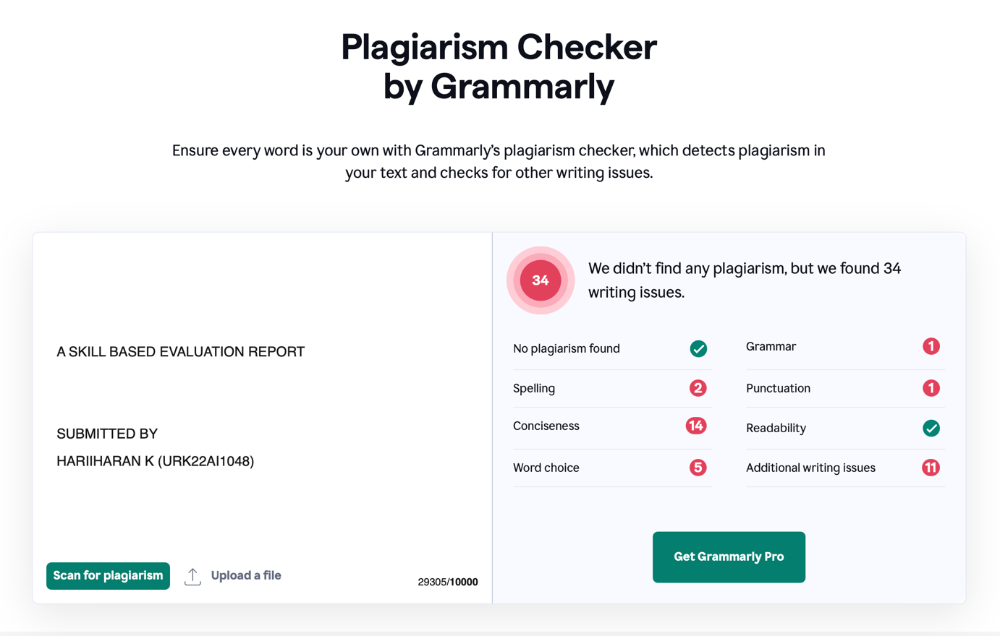 Plagiarism Checker
by Grammarly
Ensure every word is your own with Grammarly’s plagiarism checker, which detects plagiarism in
your text and checks for other writing issues.
A SKILL BASED EVALUATION REPORT
SUBMITTED BY
HARIIHARAN K (URK22AI1048)
Scan for plagiarism
Upload a file
29305/10000
34
We didn’t find any plagiarism, but we found 34
writing issues.
No plagiarism found
Grammar 1
Spelling 2
Punctuation 1
Conciseness 14
Readability
Word choice 5
Additional writing issues 11
Get Grammarly Pro